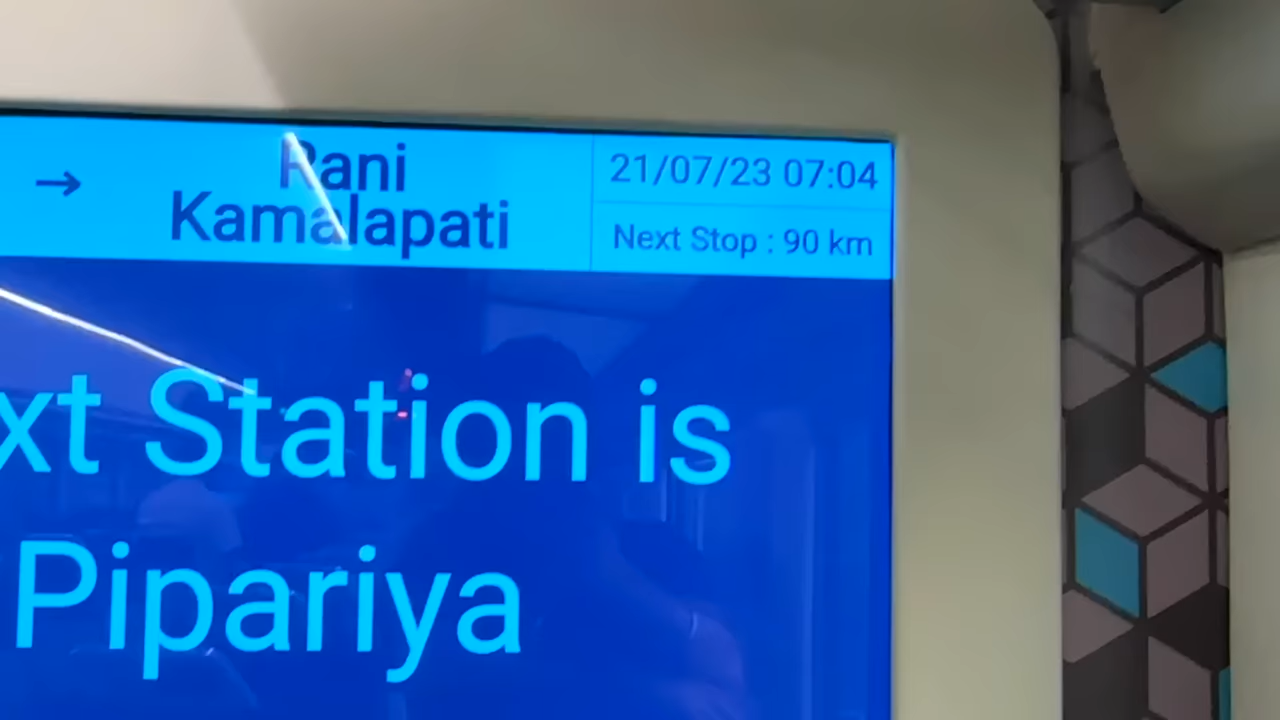 → Rani
Kamalapati
21/07/23 07:04
Next Stop : 90 km
xt Station is
Pipariya